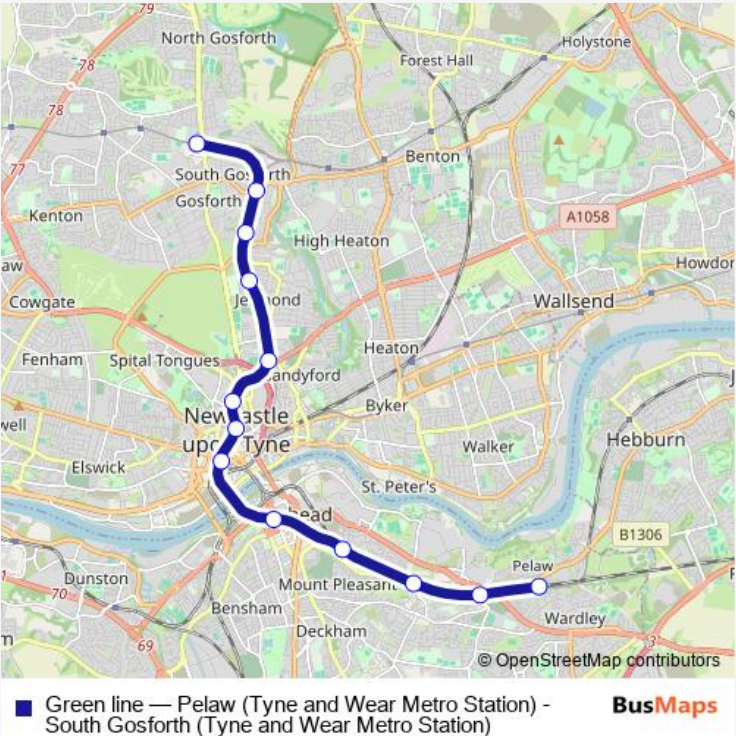 79
North Gosforth
Holystone
Forest Hall
78
78
Benton
77
South Gosforth
Gosforth
Kenton
A1058
High Heaton
aw
Howdon
Cowgate
Wallsend
Heaton
Fenham
Spital Tongues
andyford
Byker
Newcastle
upon Tyne
well
Hebburn
Walker
Elswick
St. Peter's
head
B1306
Pelaw
Dunston
Mount Pleasant
70
Bensham
Wardley
Deckham
69
3
© OpenStreetMap contributors
Green line — Pelaw (Tyne and Wear Metro Station) -
South Gosforth (Tyne and Wear Metro Station)
BusMaps